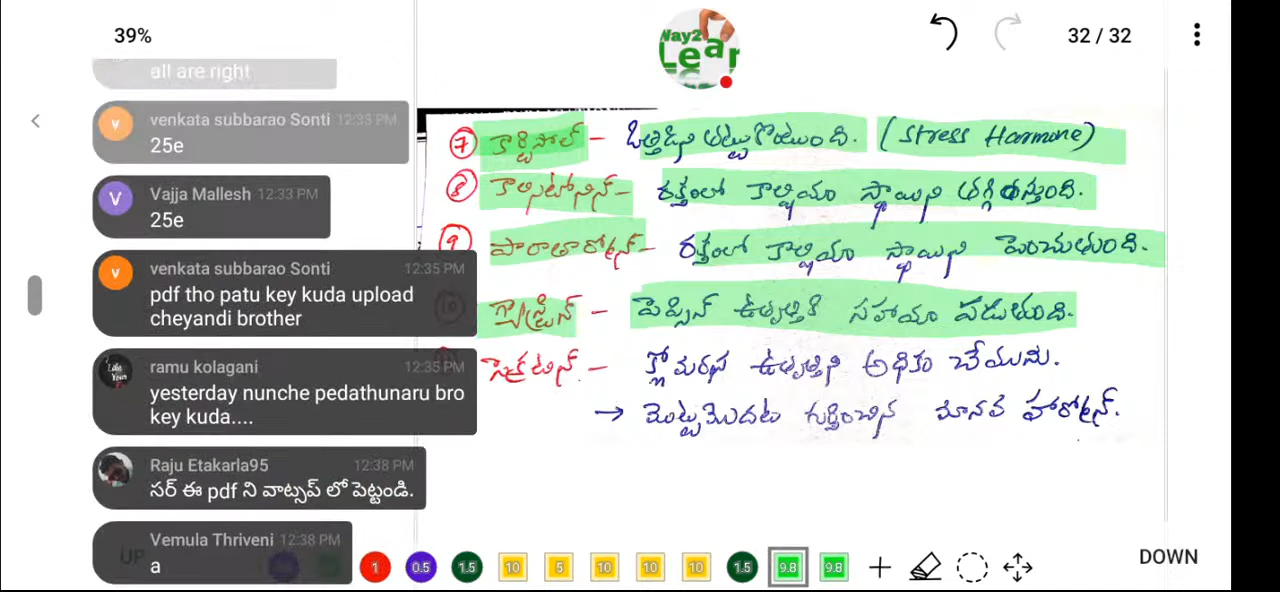 39%
Way2
Lear
32 / 32
all are right
venkata subbarao Sonti 12:33 PM
25e
Vajja Mallesh 12:33 PM
25e
venkata subbarao Sonti 12:35 PM
pdf tho patu key kuda upload
cheyandi brother
ramu kolagani 12:35 PM
yesterday nunche pedathunaru bro
key kuda....
Raju Etakarla95 12:38 PM
సర్ ఈ pdf ని వాట్సప్ లో పెట్టండి.
Vemula Thriveni 12:38 PM
a
7 కార్టిసోల్ - ఒత్తిడిని తట్టుకొనుంది. (Stress Harmone)
8 కాల్సిటోనిన్ - రక్తంలో కాల్షియం స్థాయిని తగ్గిస్తుంది.
9 పారాతార్మోన్ - రక్తంలో కాల్షియం స్థాయిని పెంచుతుంది.
10 గ్యాస్ట్రిన్ - పెప్సిన్ ఉత్పత్తికి సహాయం పడుతుంది.
సెక్రటిన్ - క్లోమరస ఉత్పత్తిని అధికం చేయును.
→ మొట్టమొదట గుర్తించిన మానవ హార్మోన్.
UP
1 0.5 1.5 10 5 10 10 10 1.5 9.8 9.8
DOWN